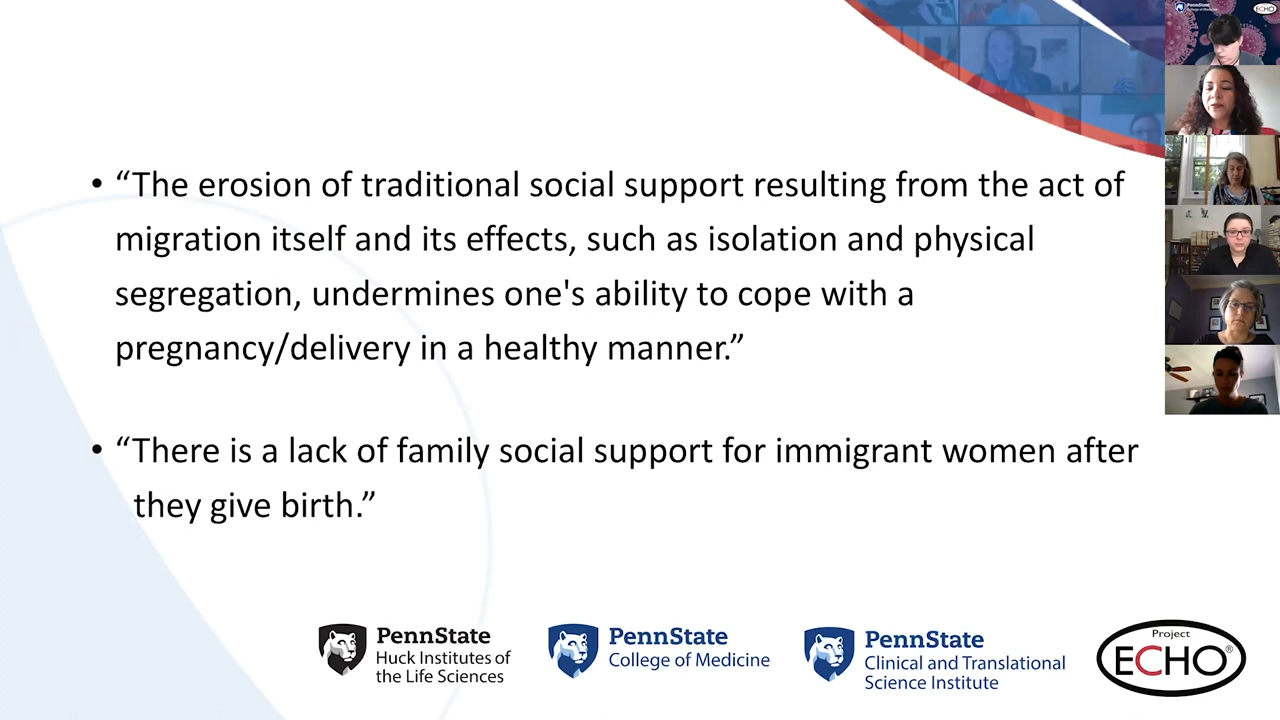 PennState
ECHO
• “The erosion of traditional social support resulting from the act of
migration itself and its effects, such as isolation and physical
segregation, undermines one's ability to cope with a
pregnancy/delivery in a healthy manner.”
• “There is a lack of family social support for immigrant women after
they give birth.”
PennState
Huck Institutes of
the Life Sciences
PennState
College of Medicine
PennState
Clinical and Translational
Science Institute
Project
ECHO®